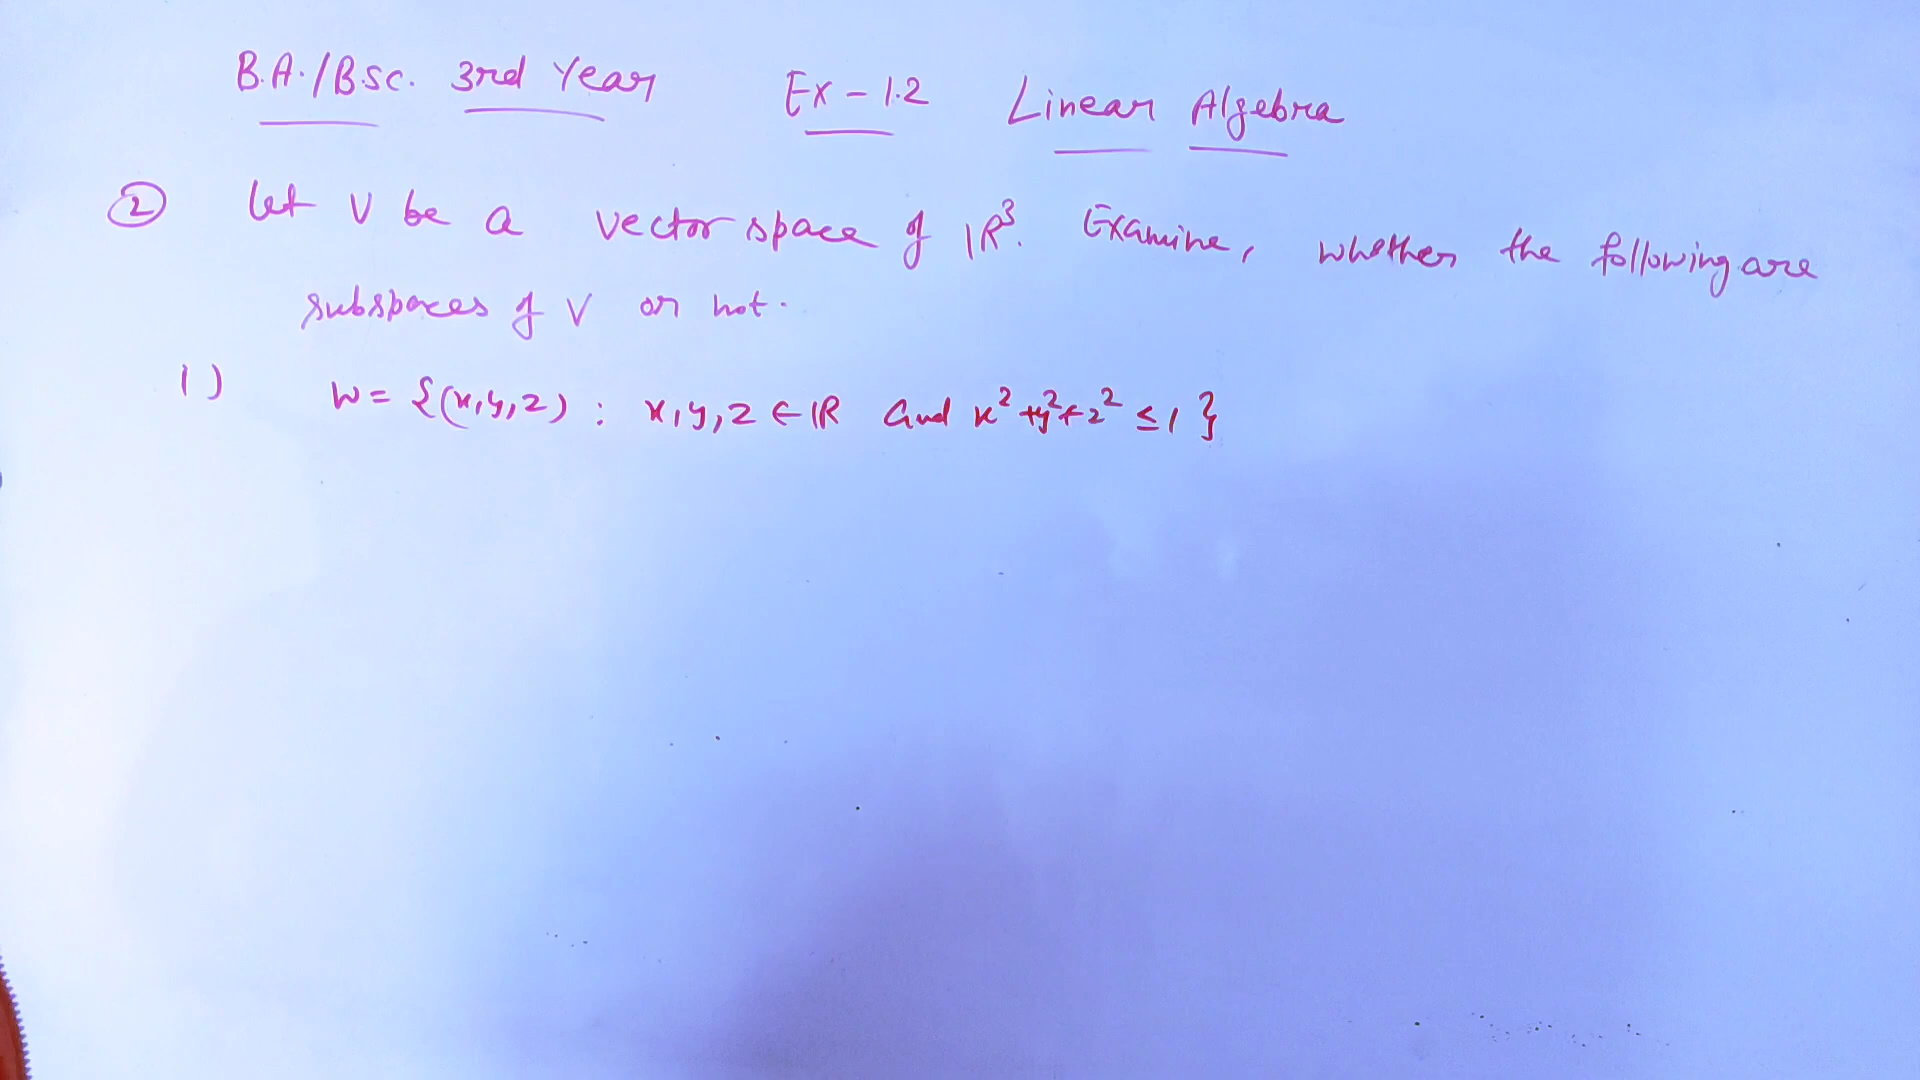 B.A./B.sc. 3rd Year Ex - 1.2 Linear Algebra
② Let V be a vector space of ℝ³. Examine, whether the following are
subspaces of V or not.
1) W = {(x,y,z) : x,y,z ∈ ℝ and x² + y² + z² ≤ 1}